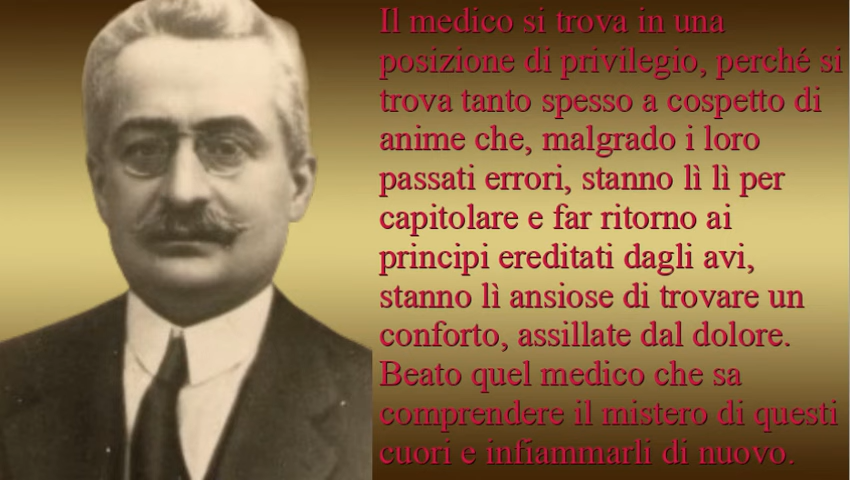 Il medico si trova in una
posizione di privilegio, perché si
trova tanto spesso a cospetto di
anime che, malgrado i loro
passati errori, stanno lì lì per
capitolare e far ritorno ai
principi ereditati dagli avi,
stanno lì ansiose di trovare un
conforto, assillate dal dolore.
Beato quel medico che sa
comprendere il mistero di questi
cuori e infiammarli di nuovo.